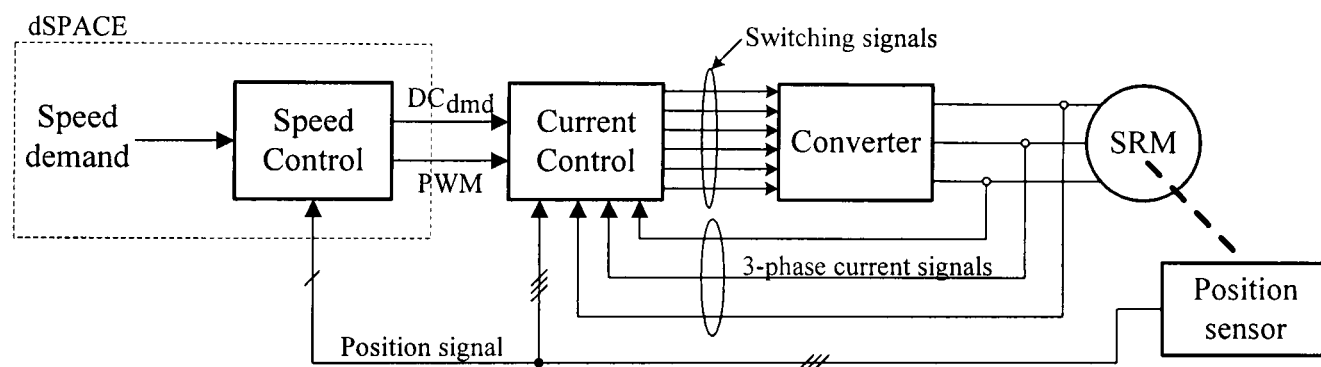 dSPACE
Switching signals
Speed
demand
Speed
Control
DCdmd
PWM
Current
Control
Converter
SRM
3-phase current signals
Position
sensor
Position signal